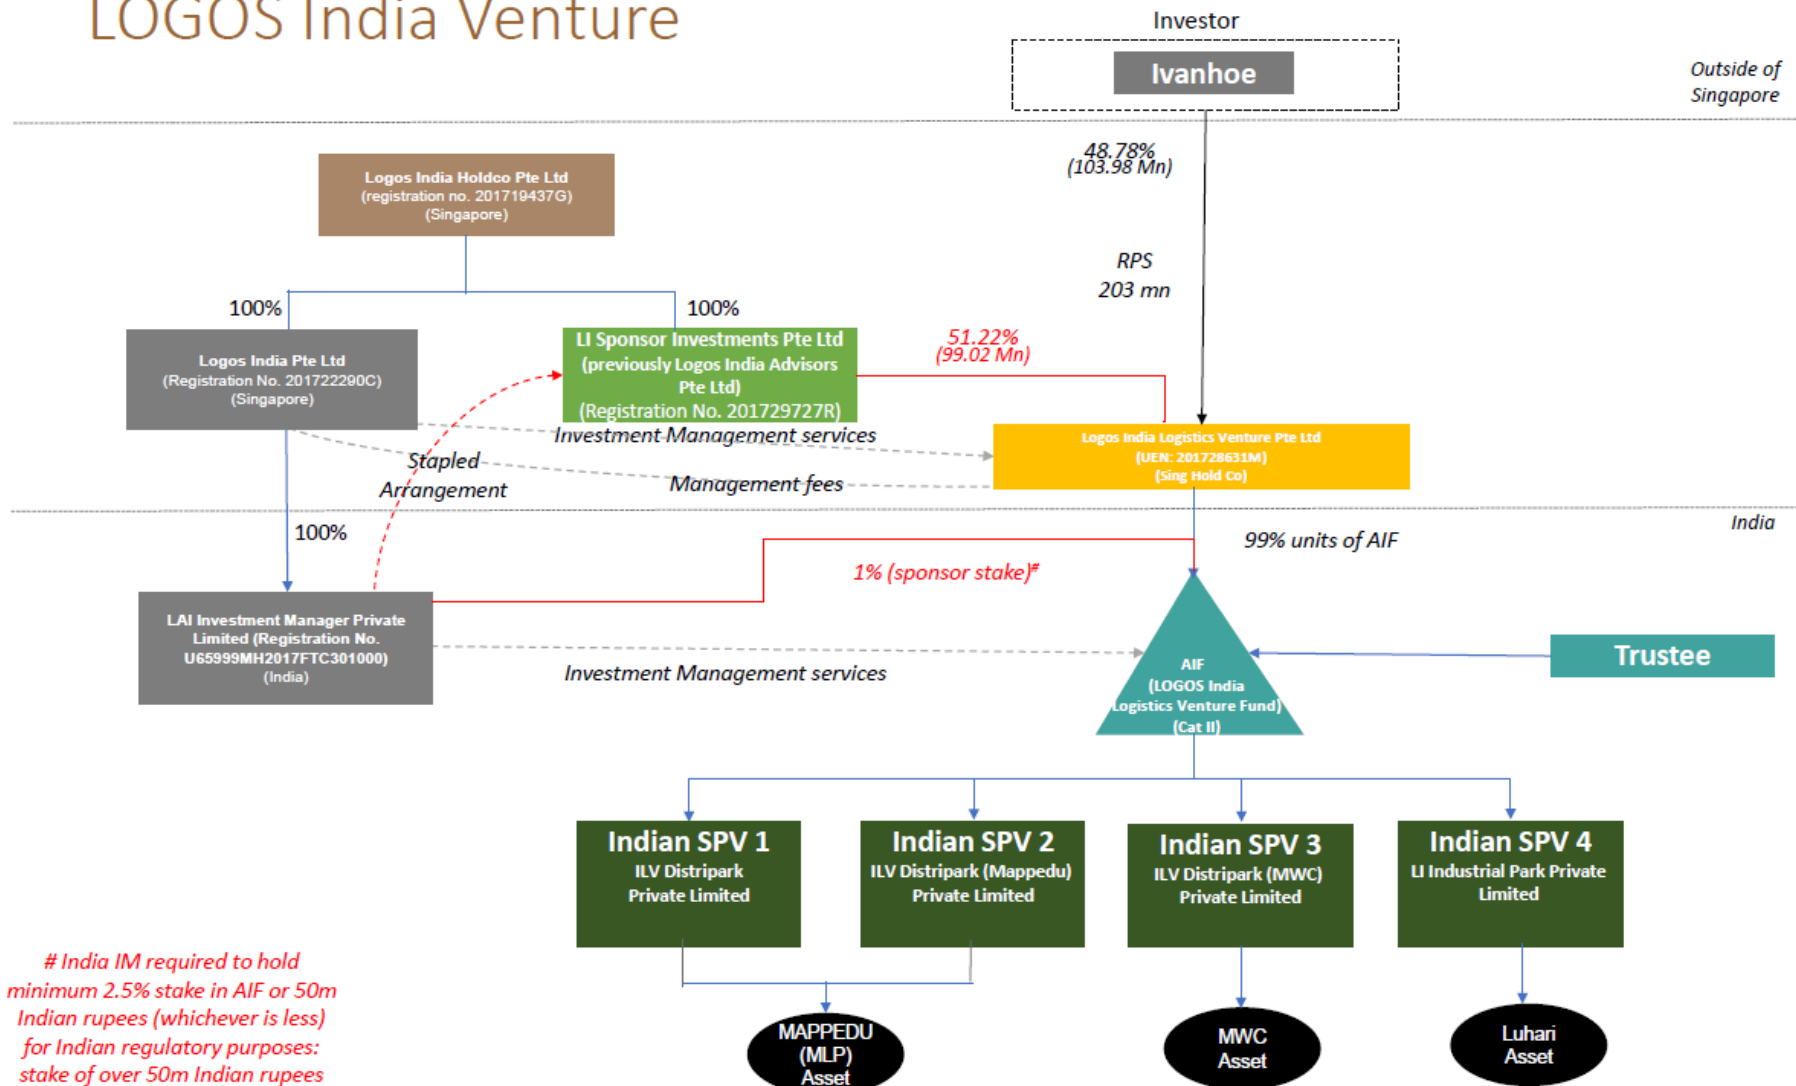 LOGOS India Venture
Investor
Ivanhoe
Outside of
Singapore
48.78%
(103.98 Mn)
Logos India Holdco Pte Ltd
(registration no. 201719437G)
(Singapore)
RPS
203 mn
100%
100%
Logos India Pte Ltd
(Registration No. 201722290C)
(Singapore)
LI Sponsor Investments Pte Ltd
(previously Logos India Advisors
Pte Ltd)
(Registration No. 201729727R)
51.22%
(99.02 Mn)
Investment Management services
Logos India Logistics Venture Pte Ltd
(UEN: 201728631M)
(Sing Hold Co)
Stapled
Arrangement
Management fees
India
100%
99% units of AIF
1% (sponsor stake)#
LAI Investment Manager Private
Limited (Registration No.
U65999MH2017FTC301000)
(India)
Investment Management services
AIF
(LOGOS India
Logistics Venture Fund)
(Cat II)
Trustee
Indian SPV 1
ILV Distripark
Private Limited
Indian SPV 2
ILV Distripark (Mappedu)
Private Limited
Indian SPV 3
ILV Distripark (MWC)
Private Limited
Indian SPV 4
LI Industrial Park Private
Limited
# India IM required to hold
minimum 2.5% stake in AIF or 50m
Indian rupees (whichever is less)
for Indian regulatory purposes:
stake of over 50m Indian rupees
MAPPEDU
(MLP)
Asset
MWC
Asset
Luhari
Asset